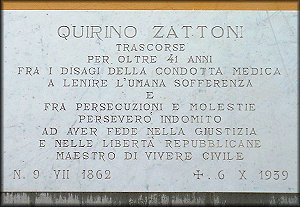 QUIRINO ZATTONI
TRASCORSE
PER OLTRE 41 ANNI
FRA I DISAGI DELLA CONDOTTA MEDICA
A LENIRE L'UMANA SOFFERENZA
E
FRA PERSECUZIONI E MOLESTIE
PERSEVERÒ INDOMITO
AD AVER FEDE NELLA GIUSTIZIA
E NELLE LIBERTÀ REPUBBLICANE
MAESTRO DI VIVERE CIVILE
N. 9 VII 1862 ✝. 6 X 1939